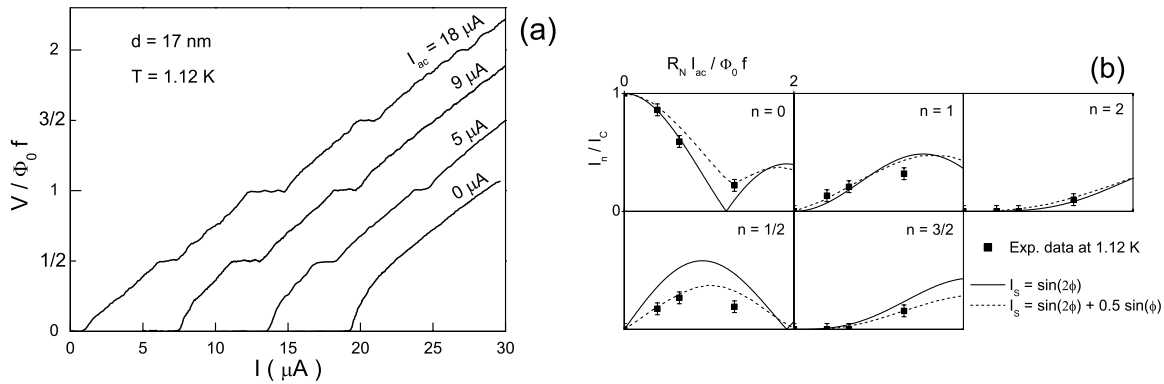 (a)
d = 17 nm
T = 1.12 K
I_ac = 18 μA
9 μA
5 μA
0 μA
2
3/2
1
1/2
0
V / Φ₀ f
0 5 10 15 20 25 30
I ( μA )
(b)
R_N I_ac / Φ₀ f
0 2
1
0
I_n / I_C
n = 0
n = 1
n = 2
n = 1/2
n = 3/2
Exp. data at 1.12 K
I_S = sin(2ϕ)
I_S = sin(2ϕ) + 0.5 sin(ϕ)